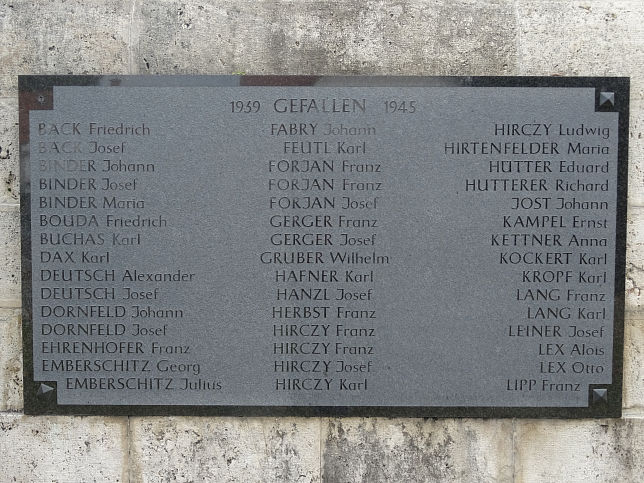 1939 GEFALLEN 1945
BACK Friedrich
BACK Josef
BINDER Johann
BINDER Josef
BINDER Maria
BOUDA Friedrich
BUCHAS Karl
DAX Karl
DEUTSCH Alexander
DEUTSCH Josef
DORNFELD Johann
DORNFELD Josef
EHRENHOFER Franz
EMBERSCHITZ Georg
EMBERSCHITZ Julius
FABRY Johann
FEUTL Karl
FORJAN Franz
FORJAN Franz
FORJAN Josef
GERGER Franz
GERGER Josef
GRUBER Wilhelm
HAFNER Karl
HANZL Josef
HERBST Franz
HIRCZY Franz
HIRCZY Franz
HIRCZY Josef
HIRCZY Karl
HIRCZY Ludwig
HIRTENFELDER Maria
HÜTTER Eduard
HUTTERER Richard
JOST Johann
KAMPEL Ernst
KETTNER Anna
KOCKERT Karl
KROPF Karl
LANG Franz
LANG Karl
LEINER Josef
LEX Alois
LEX Otto
LIPP Franz